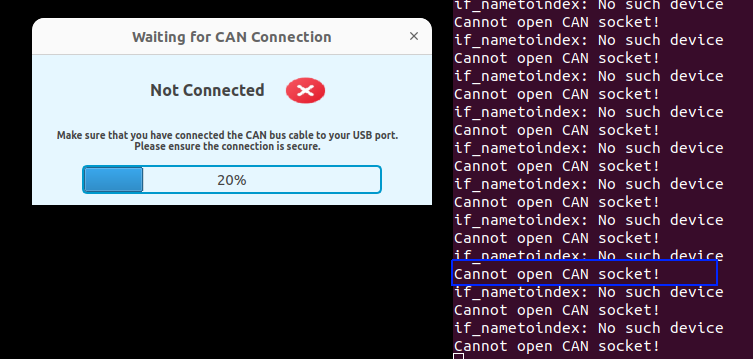 Waiting for CAN Connection
×
Not Connected
Make sure that you have connected the CAN bus cable to your USB port.
Please ensure the connection is secure.
20%
if_nametoindex: No such device
Cannot open CAN socket!
if_nametoindex: No such device
Cannot open CAN socket!
if_nametoindex: No such device
Cannot open CAN socket!
if_nametoindex: No such device
Cannot open CAN socket!
if_nametoindex: No such device
Cannot open CAN socket!
if_nametoindex: No such device
Cannot open CAN socket!
if_nametoindex: No such device
Cannot open CAN socket!
if_nametoindex: No such device
Cannot open CAN socket!
if_nametoindex: No such device
Cannot open CAN socket!
if_nametoindex: No such device
Cannot open CAN socket!